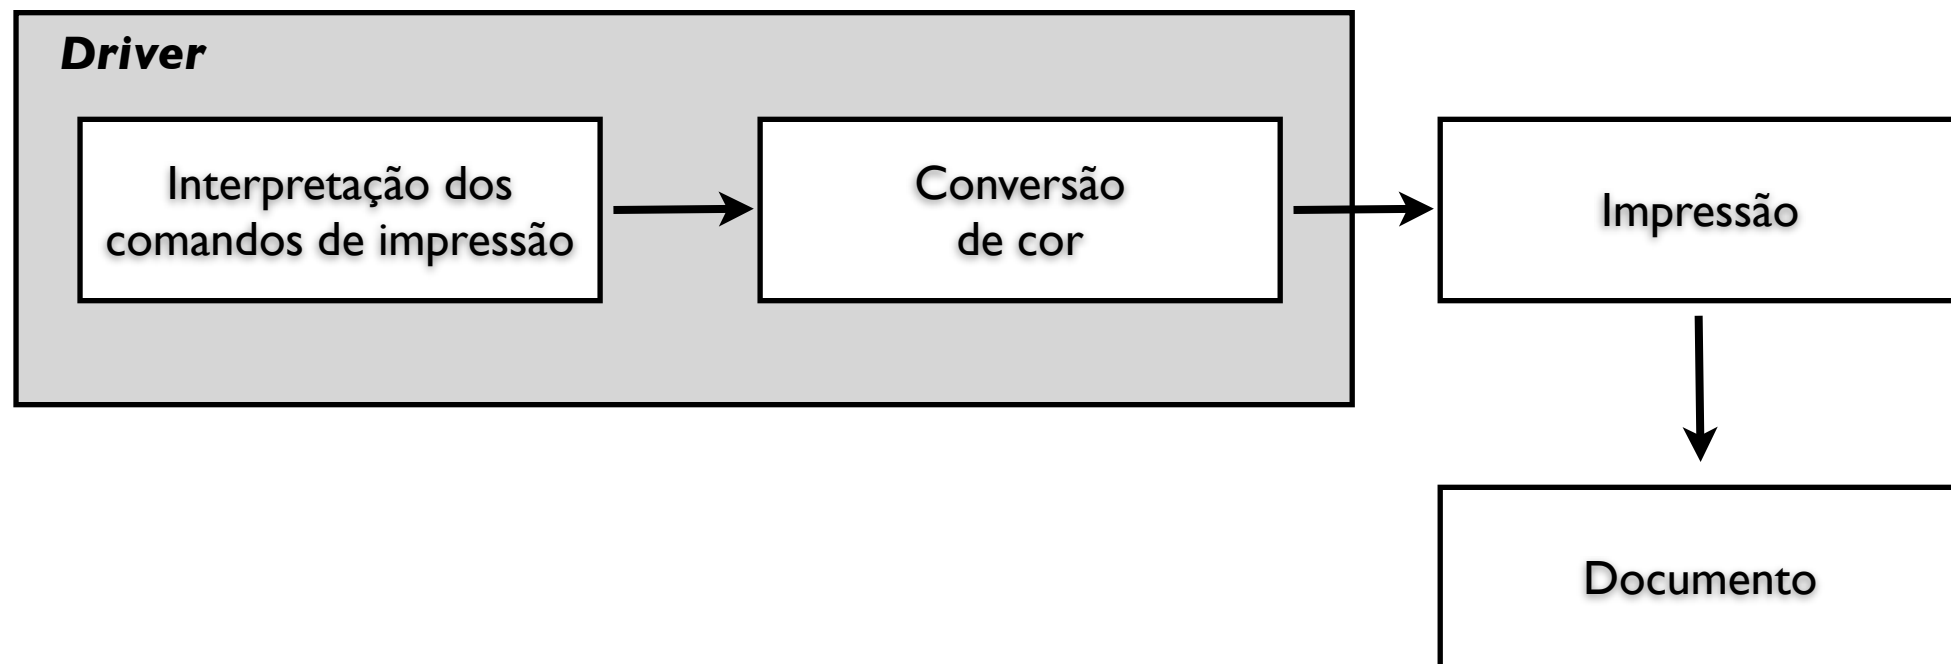 Driver
Interpretação dos
comandos de impressão
Conversão
de cor
Impressão
Documento